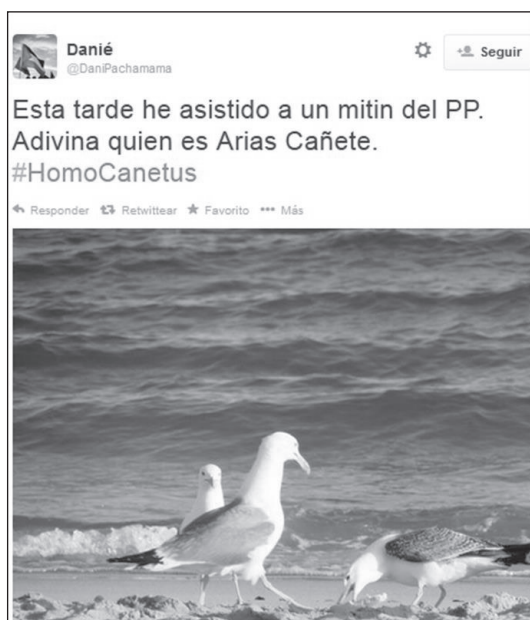 Danié
@DaniPachamama
Seguir
Esta tarde he asistido a un mitin del PP.
Adivina quien es Arias Cañete.
#HomoCanetus
Responder Retwittear Favorito Más